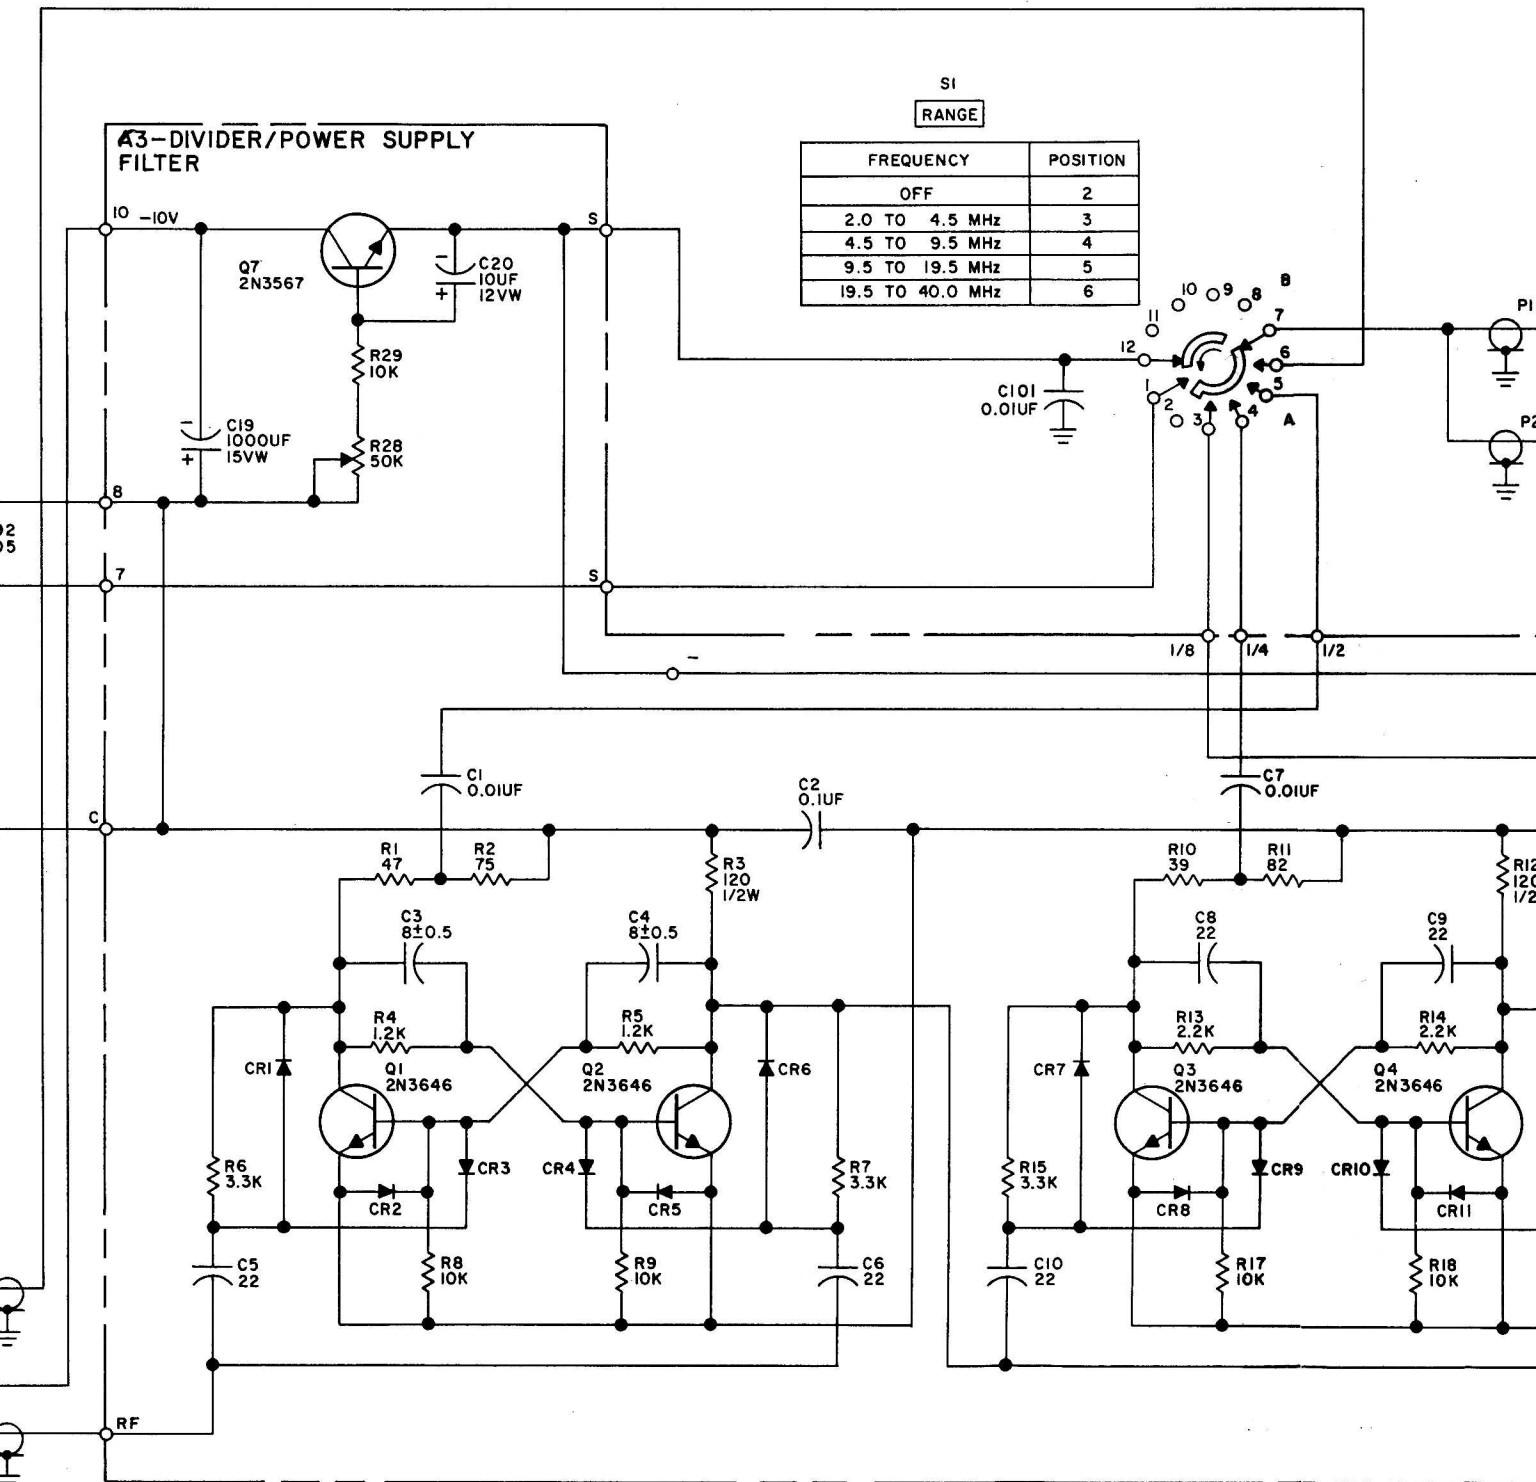 S1
RANGE
FREQUENCY POSITION
OFF 2
2.0 TO 4.5 MHz 3
4.5 TO 9.5 MHz 4
9.5 TO 19.5 MHz 5
19.5 TO 40.0 MHz 6
A3-DIVIDER/POWER SUPPLY
FILTER
10 -10V
S
Q7
2N3567
-
+
C20
10UF
12VW
R29
10K
-
+
C19
1000UF
15VW
R28
50K
8
7
S
C101
0.01UF
12
11
10
9
8
B
7
6
5
A
4
3
2
1
P1
P2
1/8
1/4
1/2
-
C
C1
0.01UF
C2
0.1UF
C7
0.01UF
R1
47
R2
75
R3
120
1/2W
R10
39
R11
82
R12
C3
8±0.5
C4
8±0.5
C8
22
C9
22
R4
1.2K
R5
1.2K
R13
2.2K
R14
2.2K
CR1
Q1
2N3646
Q2
2N3646
CR6
CR7
Q3
2N3646
Q4
2N3646
R6
3.3K
CR3
CR4
R7
3.3K
R15
3.3K
CR9
CR10
CR2
CR5
CR8
CR11
C5
22
R8
10K
R9
10K
C6
22
C10
22
R17
10K
R18
10K
RF